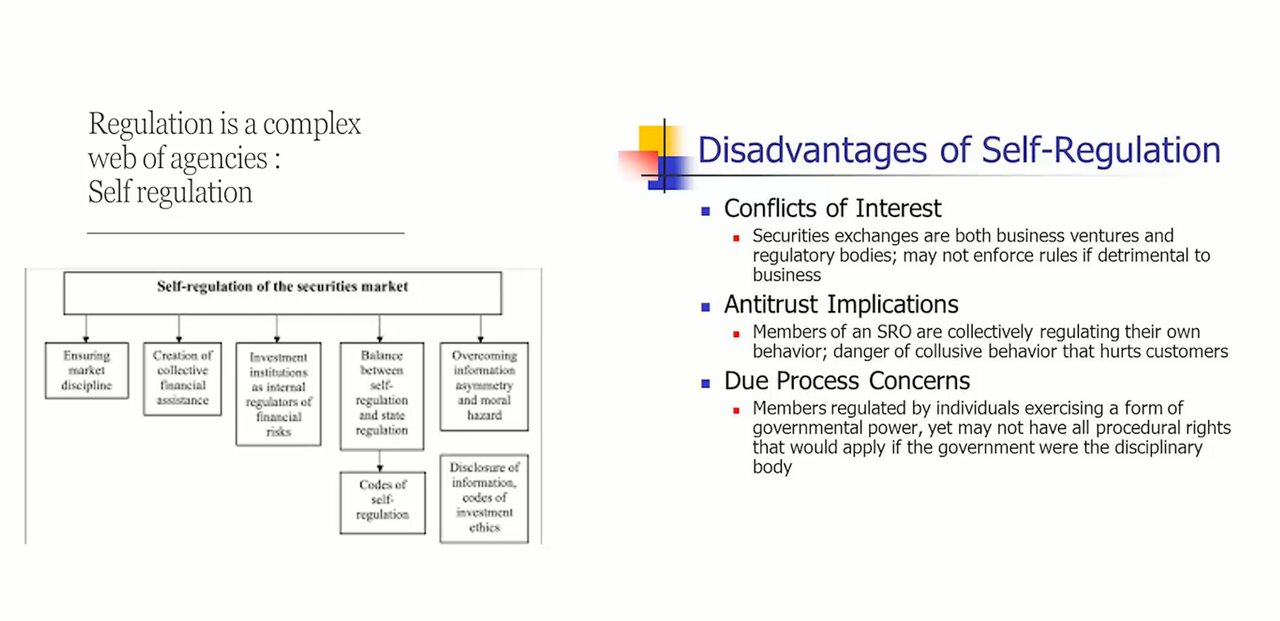 Regulation is a complex
web of agencies :
Self regulation
Self-regulation of the securities market
Ensuring
market
discipline
Creation of
collective
financial
assistance
Investment
institutions
as internal
regulators of
financial
risks
Balance
between
self-
regulation
and state
regulation
Overcoming
information
asymmetry
and moral
hazard
Codes of
self-
regulation
Disclosure of
information,
codes of
investment
ethics
Disadvantages of Self-Regulation
Conflicts of Interest
Securities exchanges are both business ventures and
regulatory bodies; may not enforce rules if detrimental to
business
Antitrust Implications
Members of an SRO are collectively regulating their own
behavior; danger of collusive behavior that hurts customers
Due Process Concerns
Members regulated by individuals exercising a form of
governmental power, yet may not have all procedural rights
that would apply if the government were the disciplinary
body